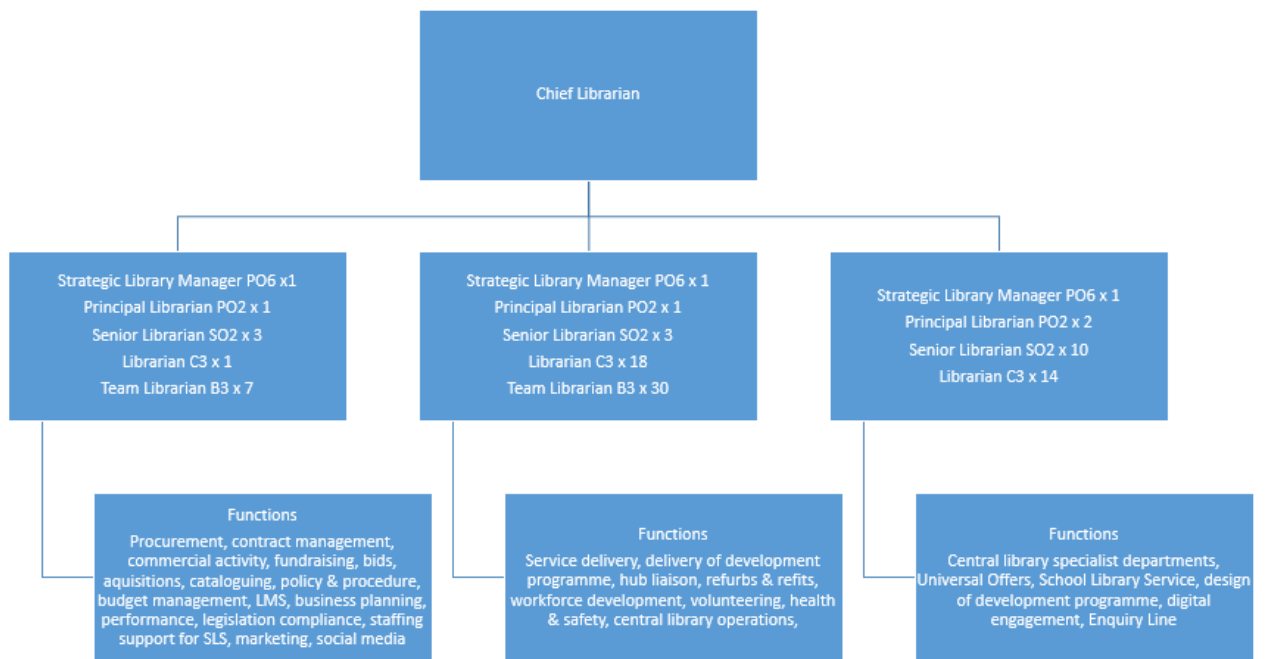 Chief Librarian
Strategic Library Manager PO6 x1
Principal Librarian PO2 x 1
Senior Librarian SO2 x 3
Librarian C3 x 1
Team Librarian B3 x 7
Strategic Library Manager PO6 x 1
Principal Librarian PO2 x 1
Senior Librarian SO2 x 3
Librarian C3 x 18
Team Librarian B3 x 30
Strategic Library Manager PO6 x 1
Principal Librarian PO2 x 2
Senior Librarian SO2 x 10
Librarian C3 x 14
Functions
Procurement, contract management,
commercial activity, fundraising, bids,
aquisitions, cataloguing, policy & procedure,
budget management, LMS, business planning,
performance, legislation compliance, staffing
support for SLS, marketing, social media
Functions
Service delivery, delivery of development
programme, hub liaison, refurbs & refits,
workforce development, volunteering, health
& safety, central library operations,
Functions
Central library specialist departments,
Universal Offers, School Library Service, design
of development programme, digital
engagement, Enquiry Line